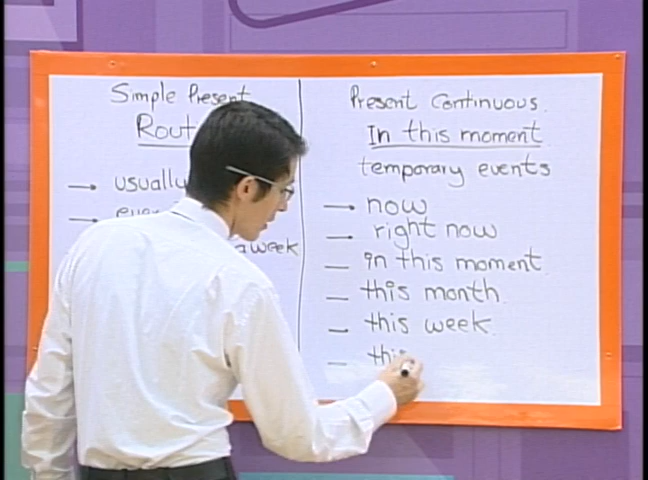 Simple Present
→ usually
a week
Present Continuous.
In this moment
temporary events
→ now
→ right now
— in this moment
— this month
— this week.
— thi